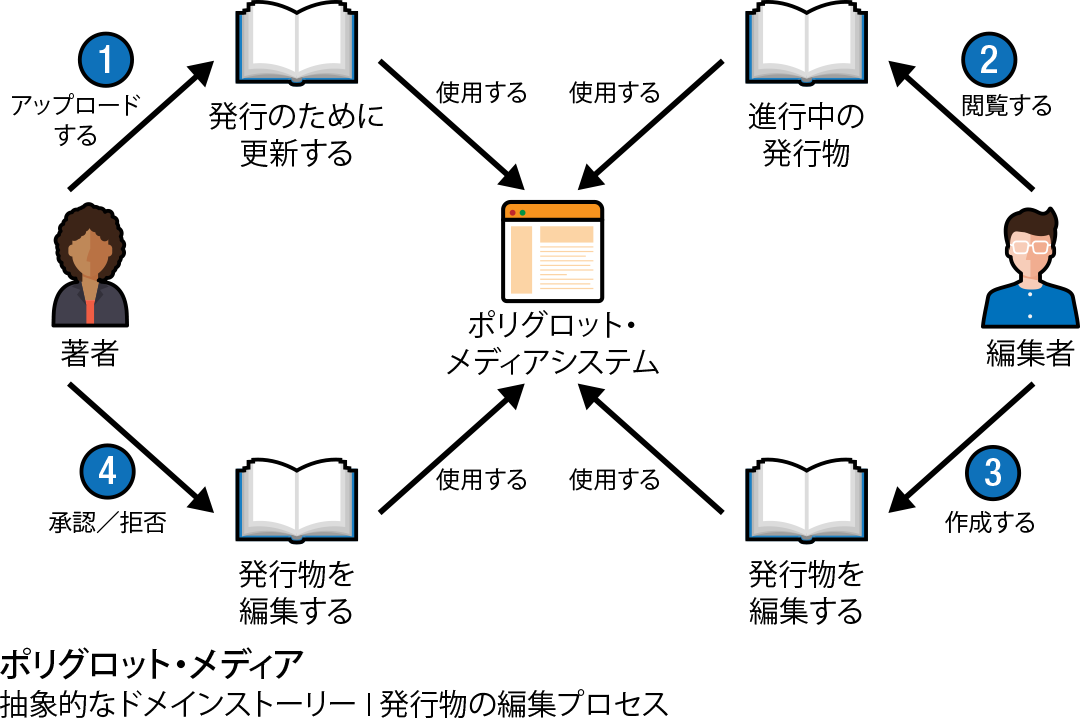 1
アップロード
する
発行のために
更新する
使用する
使用する
進行中の
発行物
2
閲覧する
著者
ポリグロット・
メディアシステム
編集者
4
承認／拒否
発行物を
編集する
使用する
使用する
発行物を
編集する
3
作成する
ポリグロット・メディア
抽象的なドメインストーリー | 発行物の編集プロセス